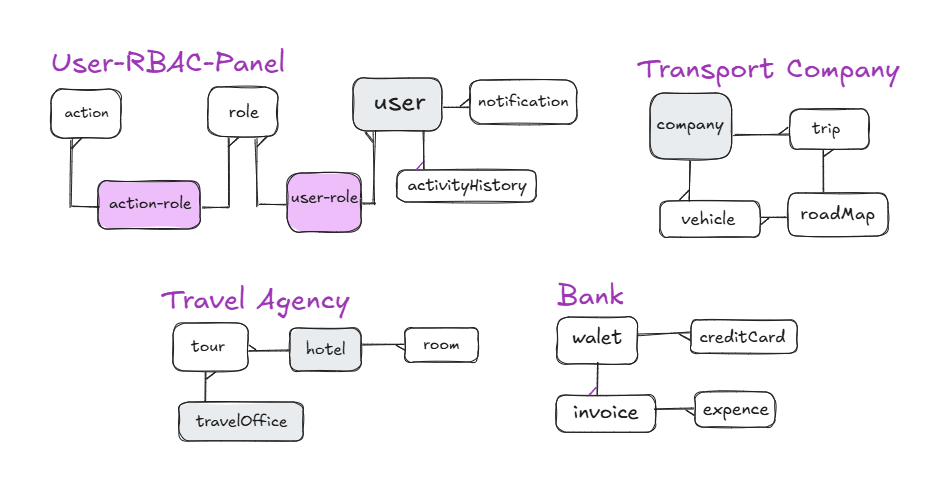 User-RBAC-Panel
action
role
user
notification
action-role
user-role
activityHistory
Transport Company
company
trip
vehicle
roadMap
Travel Agency
tour
hotel
room
travelOffice
Bank
walet
creditCard
invoice
expence